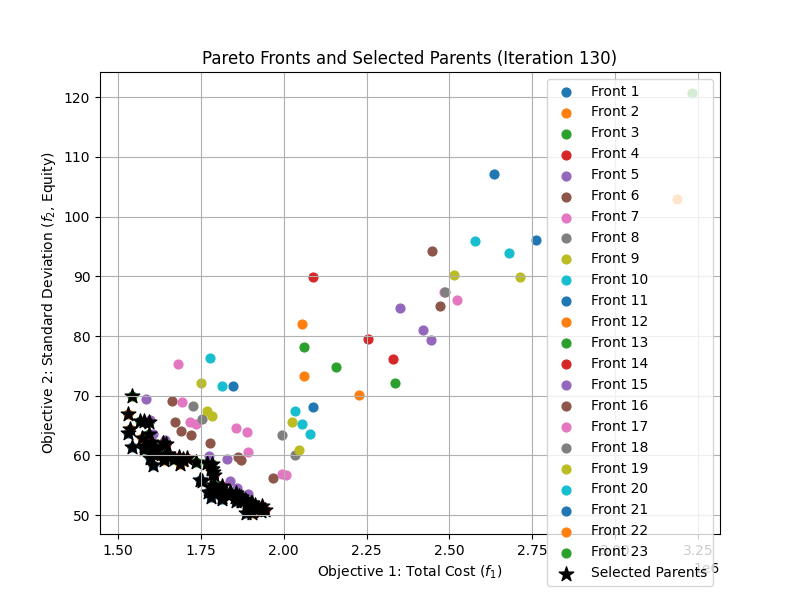 Pareto Fronts and Selected Parents (Iteration 130)
Objective 2: Standard Deviation (f₂, Equity)
120
110
100
90
80
70
60
50
Front 1
Front 2
Front 3
Front 4
Front 5
Front 6
Front 7
Front 8
Front 9
Front 10
Front 11
Front 12
Front 13
Front 14
Front 15
Front 16
Front 17
Front 18
Front 19
Front 20
Front 21
Front 22
Front 23
Selected Parents
1.50 1.75 2.00 2.25 2.50 2.75 3.00 3.25
1e6
Objective 1: Total Cost (f₁)